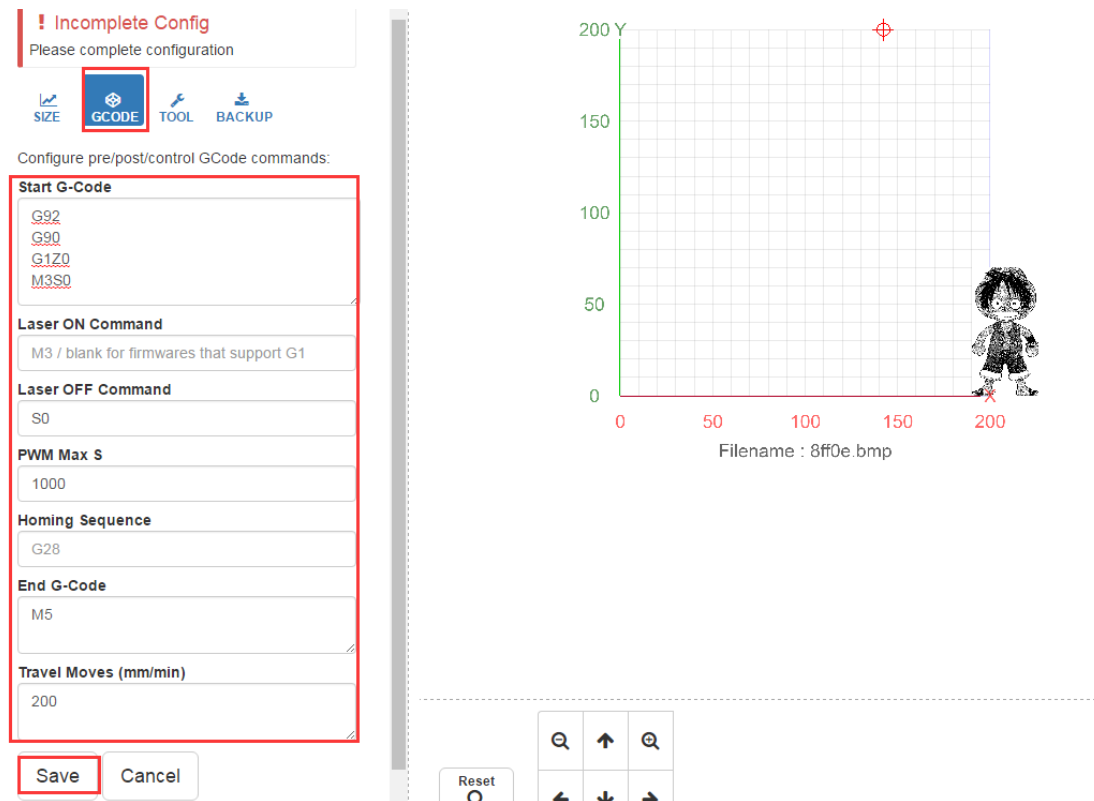 ! Incomplete Config
Please complete configuration
SIZE
GCODE
TOOL
BACKUP
Configure pre/post/control GCode commands:
Start G-Code
G92
G90
G1Z0
M3S0
Laser ON Command
M3 / blank for firmwares that support G1
Laser OFF Command
S0
PWM Max S
1000
Homing Sequence
G28
End G-Code
M5
Travel Moves (mm/min)
200
Save
Cancel
200 Y
150
100
50
0
X
0
50
100
150
200
Filename : 8ff0e.bmp
Reset